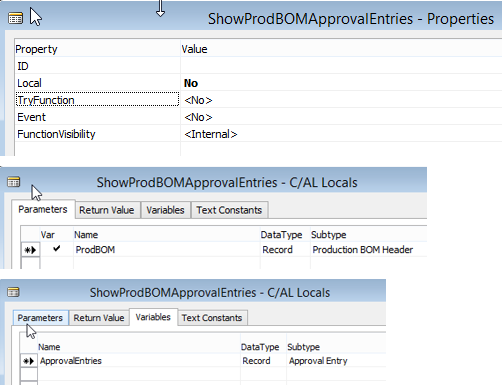 ShowProdBOMApprovalEntries - Properties
Property Value
ID
Local No
TryFunction <No>
Event <No>
FunctionVisibility <Internal>
ShowProdBOMApprovalEntries - C/AL Locals
Parameters Return Value Variables Text Constants
Var Name DataType Subtype
ProdBOM Record Production BOM Header
ShowProdBOMApprovalEntries - C/AL Locals
Parameters Return Value Variables Text Constants
Name DataType Subtype
ApprovalEntries Record Approval Entry